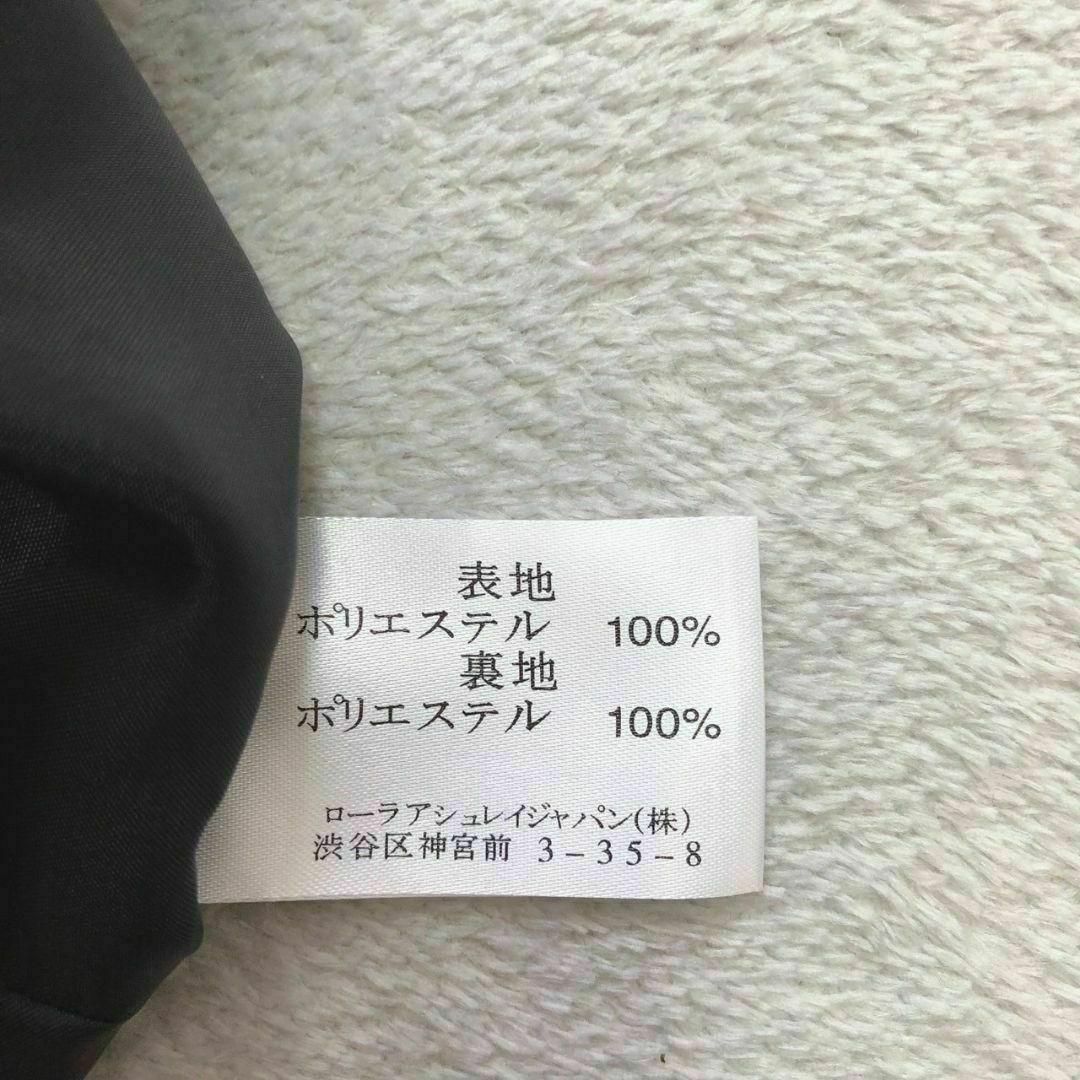 表地
ポリエステル 100%
裏地
ポリエステル 100%
ローラアシュレイジャパン(株)
渋谷区神宮前 3-35-8